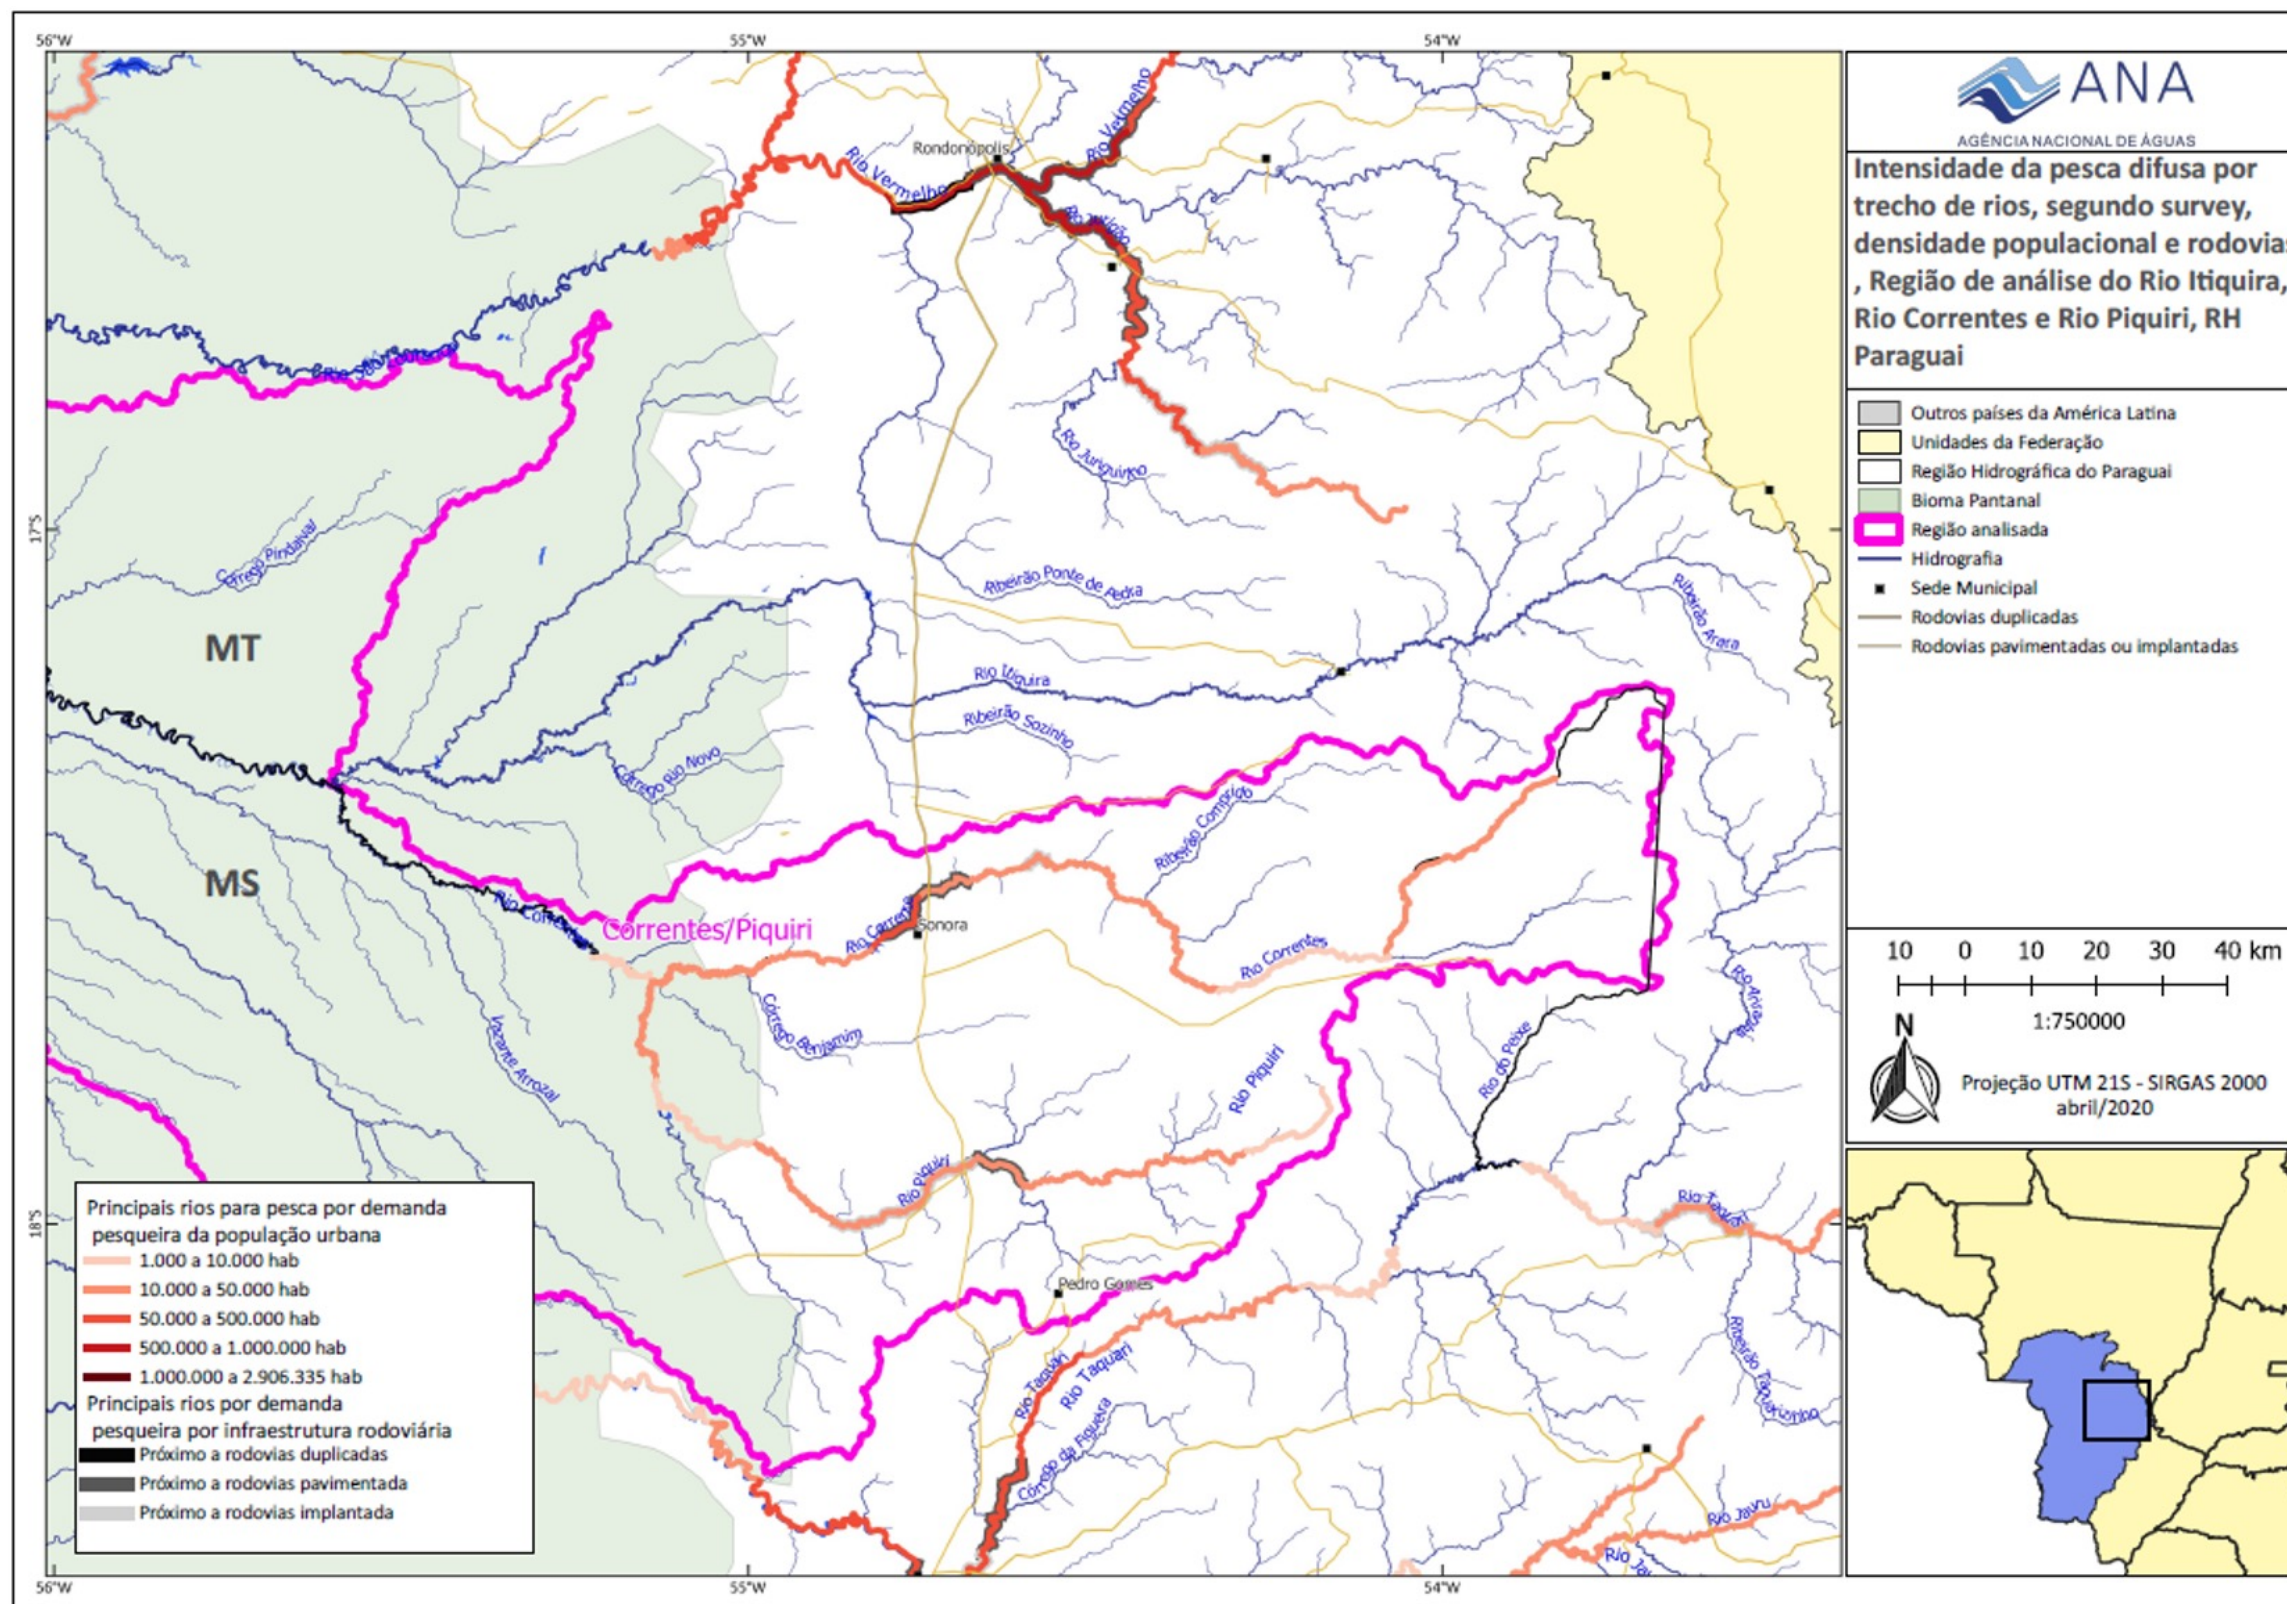 56°W
55°W
54°W
ANA
AGÊNCIA NACIONAL DE ÁGUAS
Intensidade da pesca difusa por
trecho de rios, segundo survey,
densidade populacional e rodovias
, Região de análise do Rio Itiquira,
Rio Correntes e Rio Piquiri, RH
Paraguai
Outros países da América Latina
Unidades da Federação
Região Hidrográfica do Paraguai
Bioma Pantanal
Região analisada
Hidrografia
Sede Municipal
Rodovias duplicadas
Rodovias pavimentadas ou implantadas
10 0 10 20 30 40 km
1:750000
N
Projeção UTM 21S - SIRGAS 2000
abril/2020
Rio Vermelho
Rondonópolis
Rio Vermelho
Rio Juriguinco
17°S
Córrego Pindaival
Ribeirão Ponte de Pedra
Ribeirão Arara
MT
Rio Itiquira
Ribeirão Sozinho
Córrego Rio Novo
Ribeirão Comprido
MS
Rio Correntes
Correntes/Piquiri
Rio Correntes
Sonora
Rio Correntes
Córrego Benjamim
Vazante Arrozal
Rio do Peixe
Rio Piquiri
Rio Piquiri
18°S
Rio Taquari
Pedro Gomes
Rio Taquari
Rio Taquari
Córrego da Figueira
Ribeirão Taquaruzinho
Rio Jauru
Principais rios para pesca por demanda
pesqueira da população urbana
1.000 a 10.000 hab
10.000 a 50.000 hab
50.000 a 500.000 hab
500.000 a 1.000.000 hab
1.000.000 a 2.906.335 hab
Principais rios por demanda
pesqueira por infraestrutura rodoviária
Próximo a rodovias duplicadas
Próximo a rodovias pavimentada
Próximo a rodovias implantada
56°W
55°W
54°W